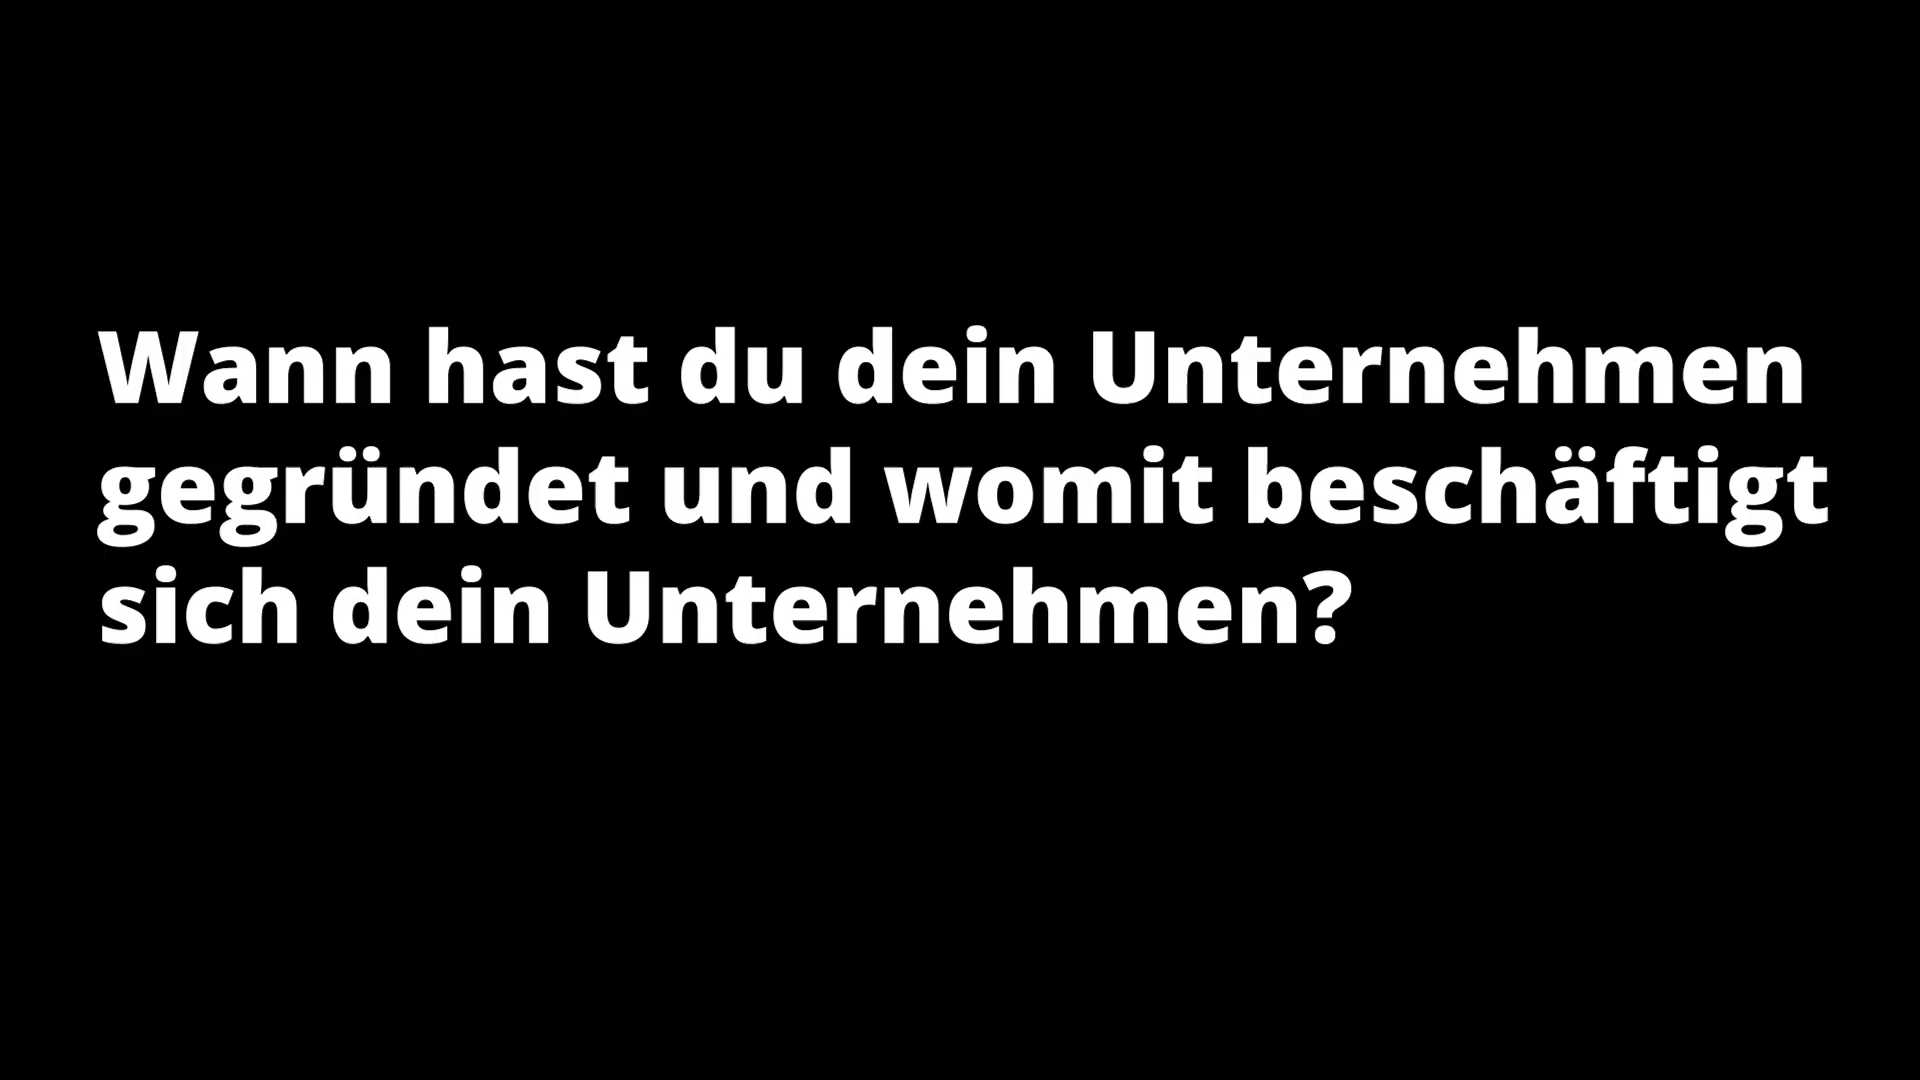 Wann hast du dein Unternehmen
gegründet und womit beschäftigt
sich dein Unternehmen?